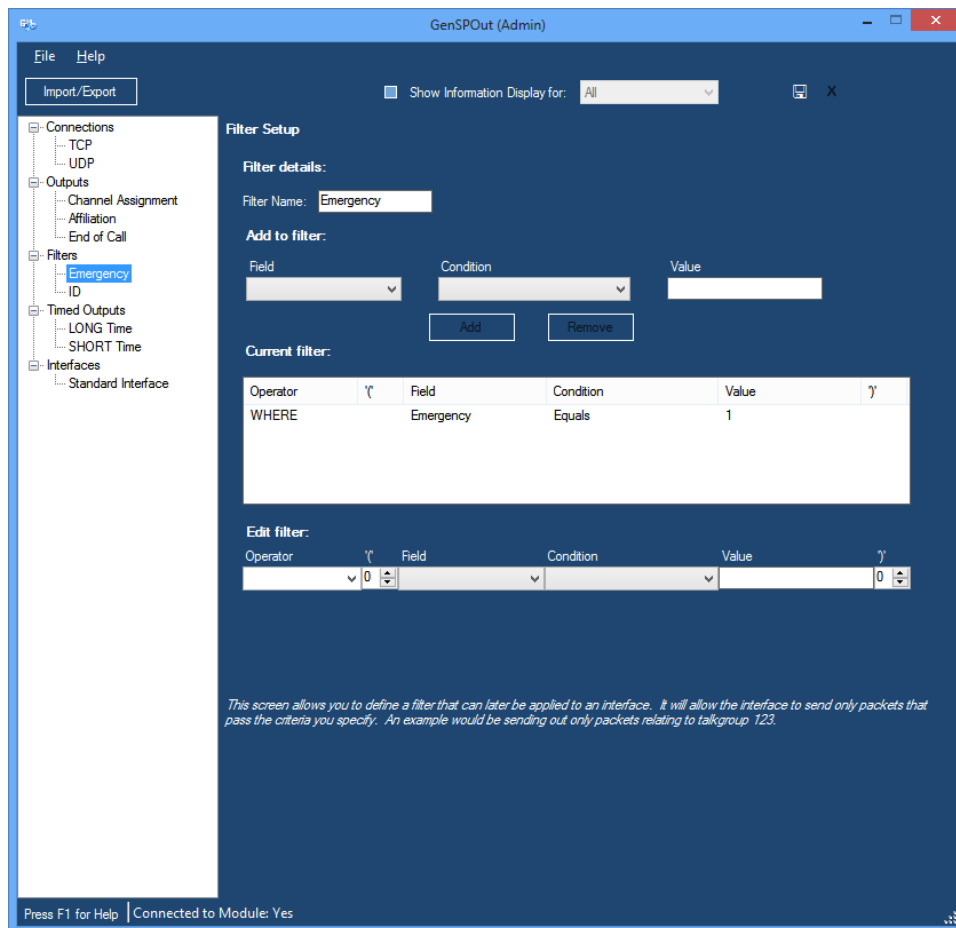 GenSPOut (Admin)
File Help
Import/Export
Show Information Display for: All X
Connections
TCP
UDP
Outputs
Channel Assignment
Affiliation
End of Call
Filters
Emergency
ID
Timed Outputs
LONG Time
SHORT Time
Interfaces
Standard Interface
Filter Setup
Filter details:
Filter Name: Emergency
Add to filter:
Field Condition Value
Add Remove
Current filter:
Operator '(' Field Condition Value ')'
WHERE Emergency Equals 1
Edit filter:
Operator '(' Field Condition Value ')'
0 0
This screen allows you to define a filter that can later be applied to an interface. It will allow the interface to send only packets that
pass the criteria you specify. An example would be sending out only packets relating to talkgroup 123.
Press F1 for Help Connected to Module: Yes